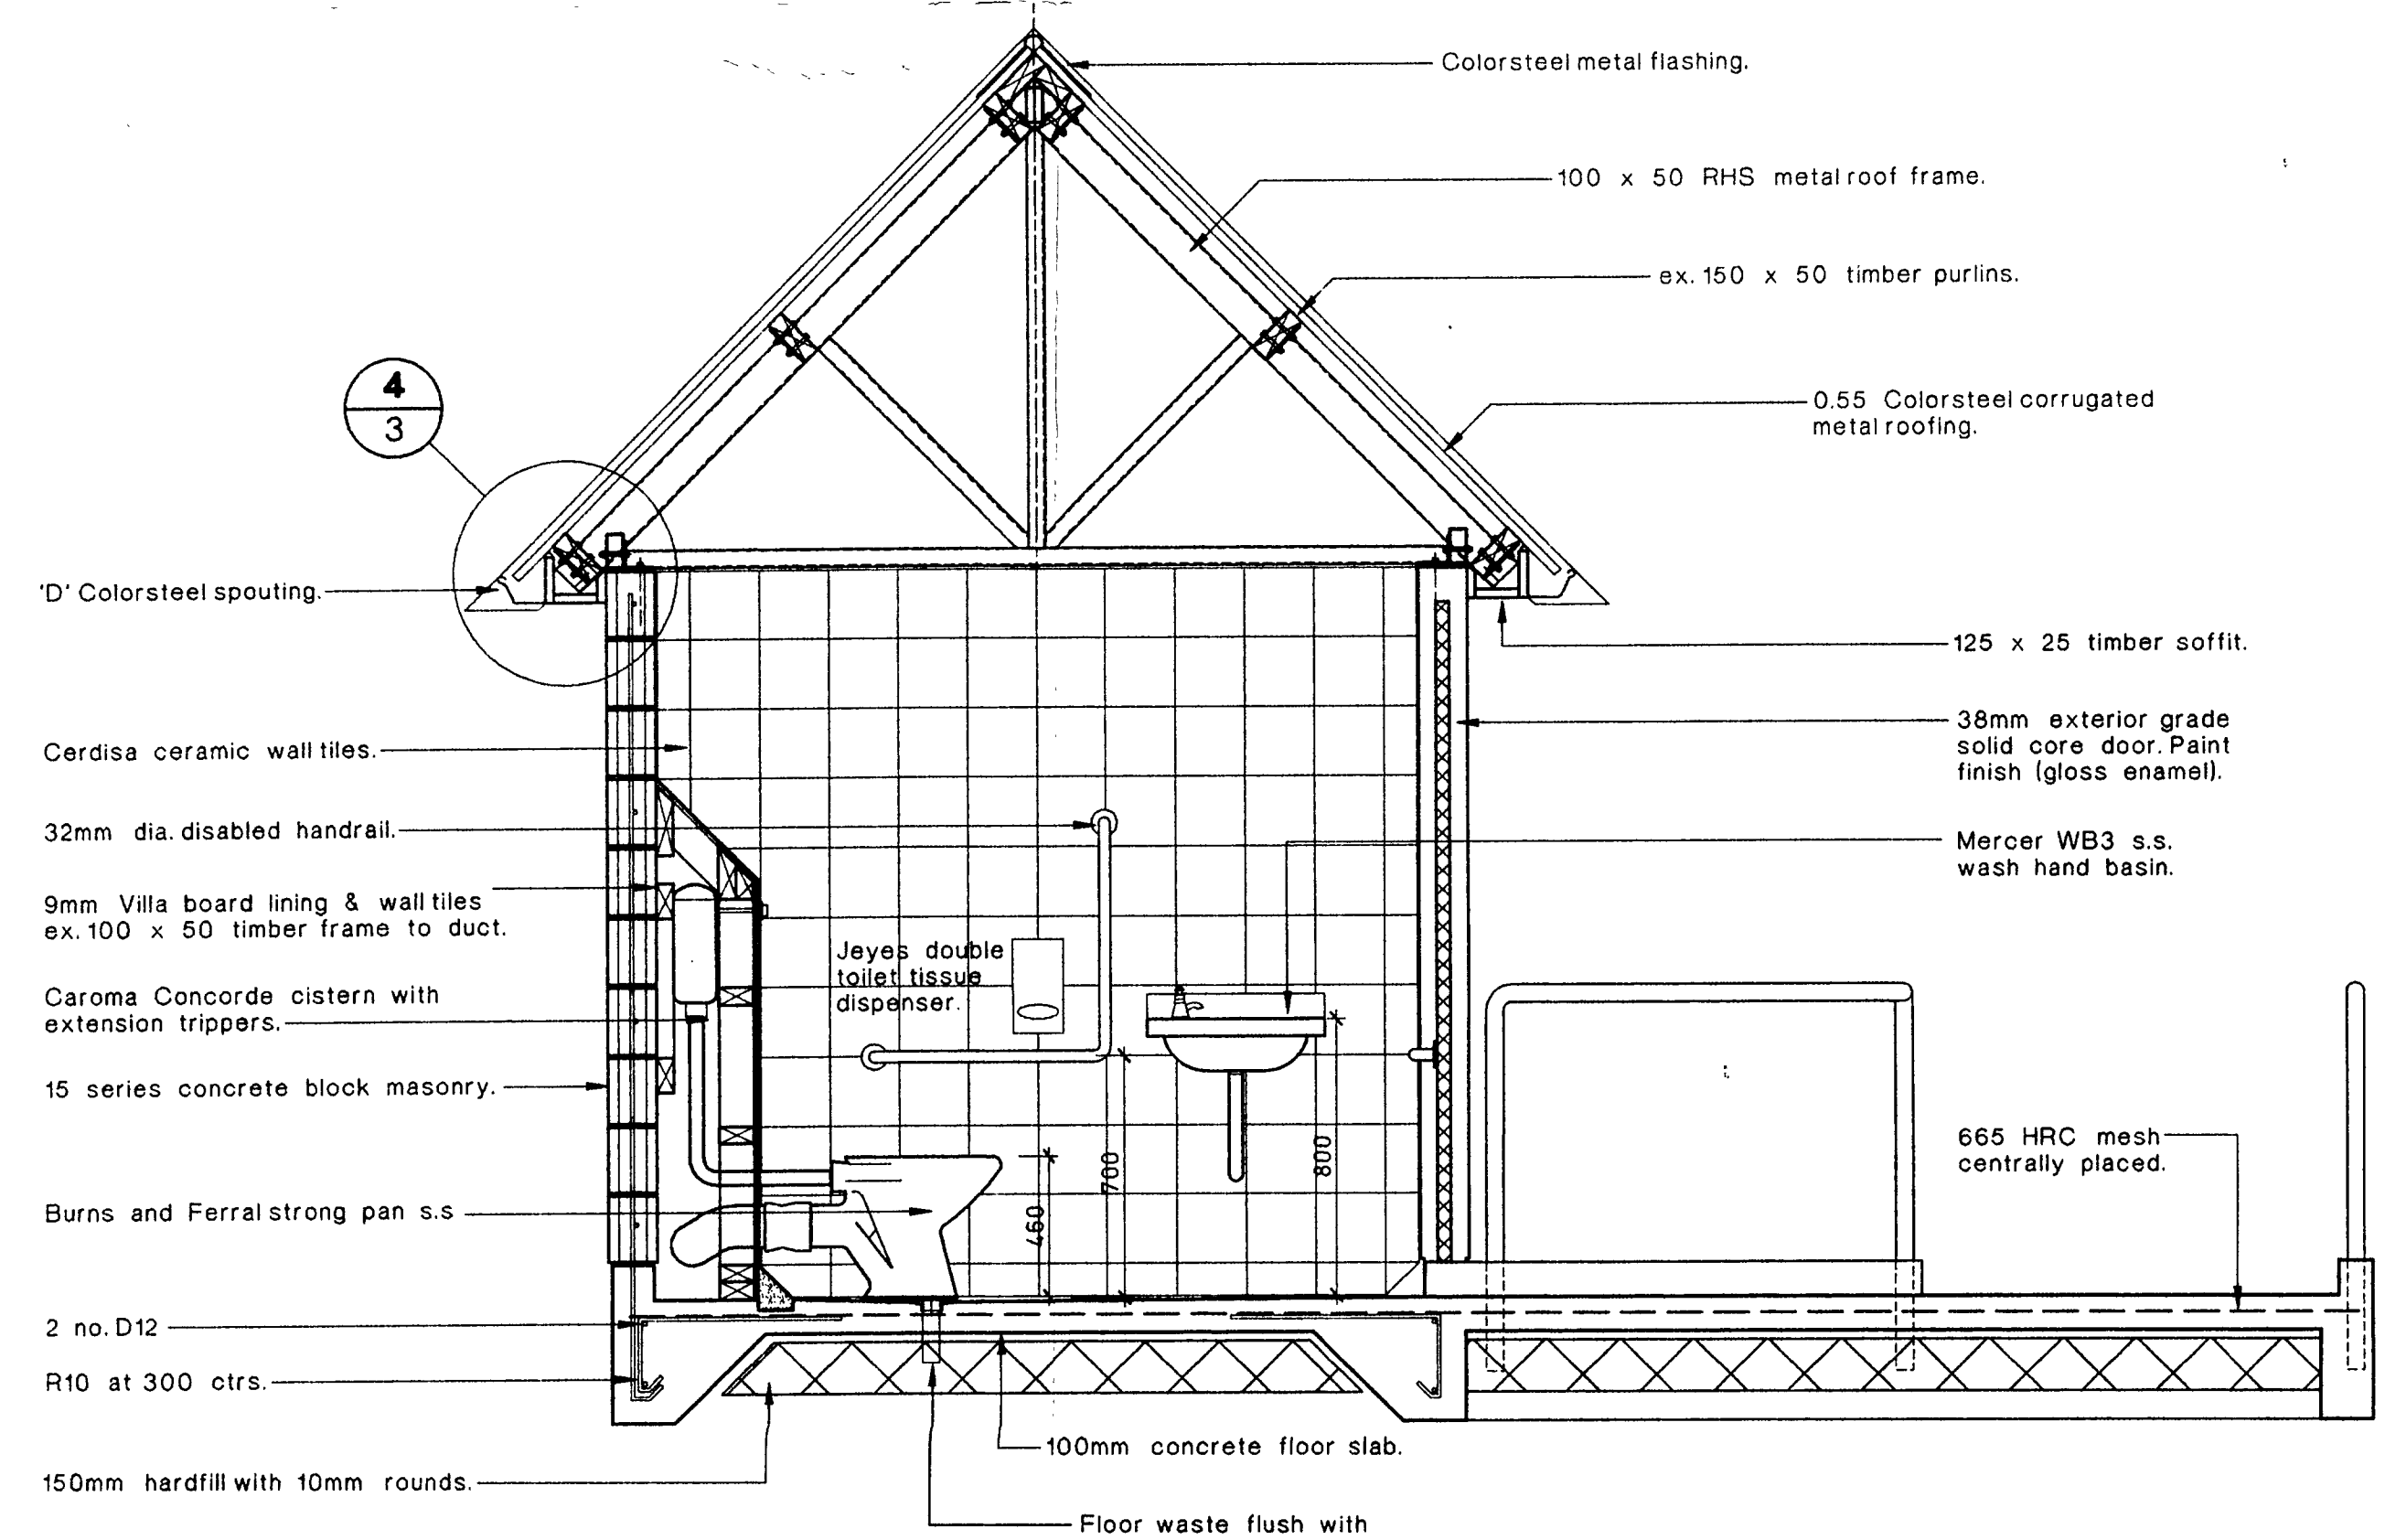 Colorsteel metal flashing.
100 x 50 RHS metal roof frame.
ex. 150 x 50 timber purlins.
0.55 Colorsteel corrugated
metal roofing.
4
3
'D' Colorsteel spouting.
125 x 25 timber soffit.
38mm exterior grade
solid core door. Paint
finish (gloss enamel).
Cerdisa ceramic wall tiles.
32mm dia. disabled handrail.
Mercer WB3 s.s.
wash hand basin.
9mm Villa board lining & wall tiles
ex. 100 x 50 timber frame to duct.
Jeyes double
toilet tissue
dispenser.
Caroma Concorde cistern with
extension trippers.
15 series concrete block masonry.
665 HRC mesh
centrally placed.
Burns and Ferral strong pan s.s
460
700
800
2 no. D12
R10 at 300 ctrs.
100mm concrete floor slab.
150mm hardfill with 10mm rounds.
Floor waste flush with